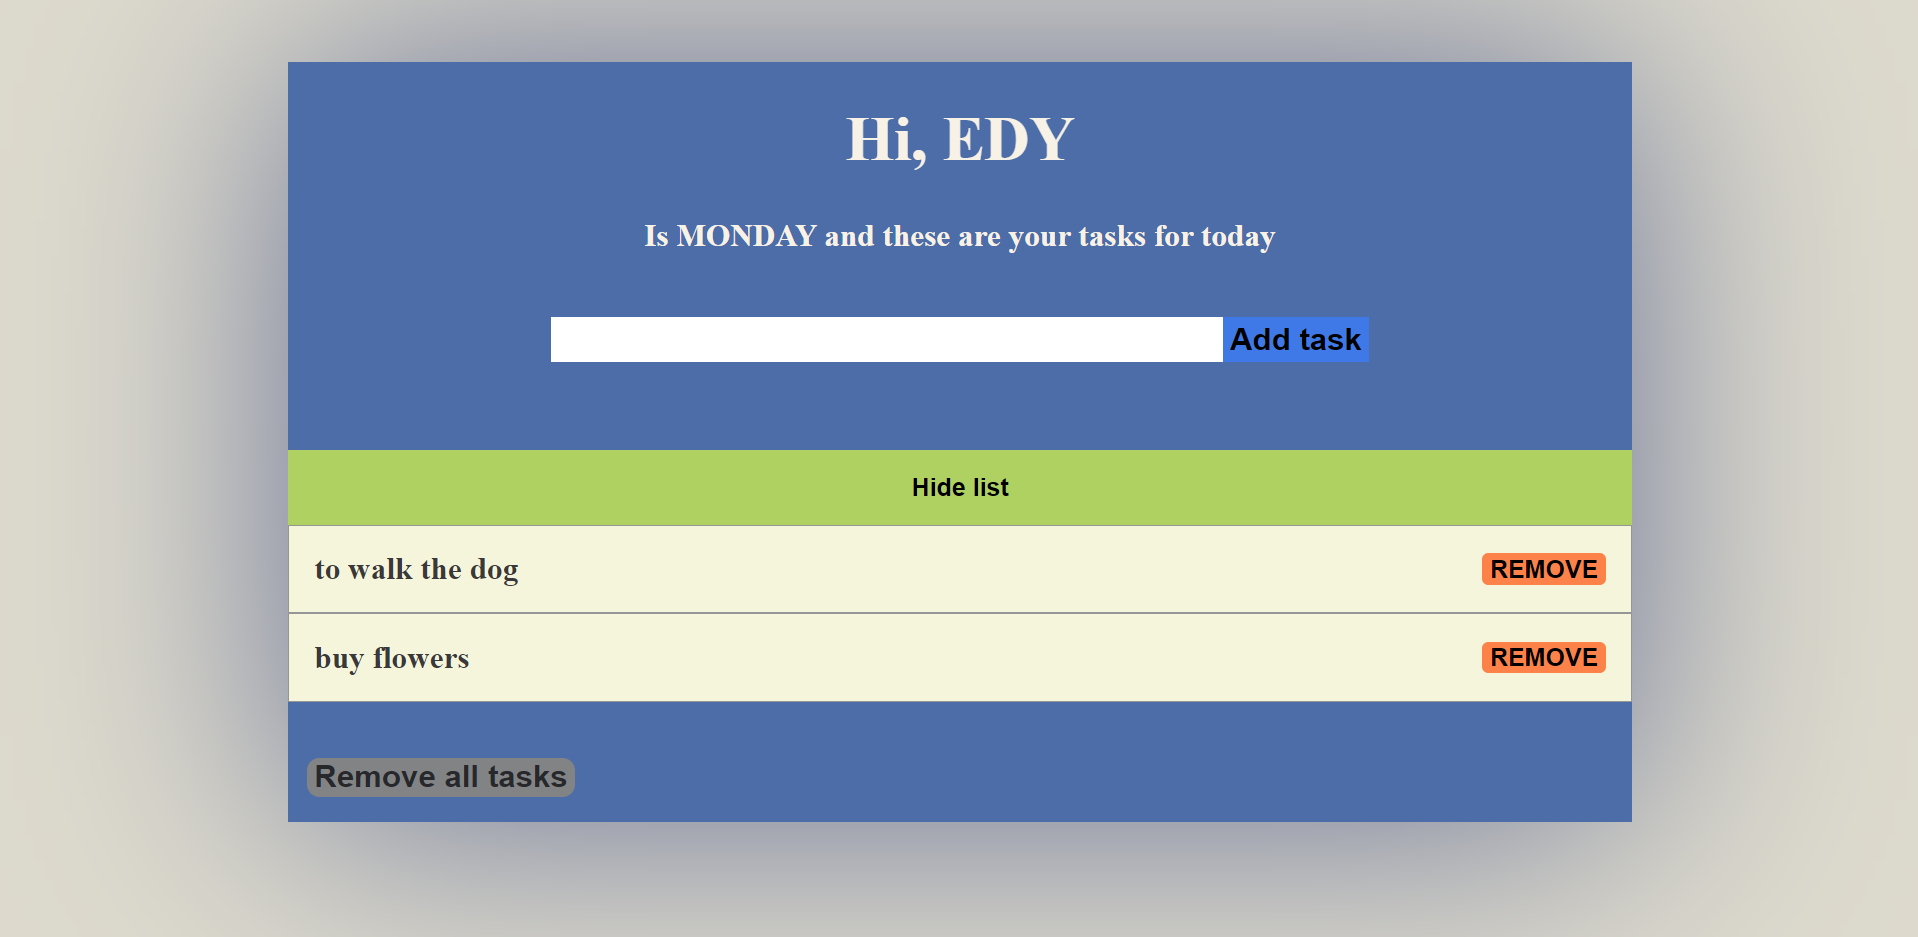 Hi, EDY
Is MONDAY and these are your tasks for today
Add task
Hide list
to walk the dog
REMOVE
buy flowers
REMOVE
Remove all tasks